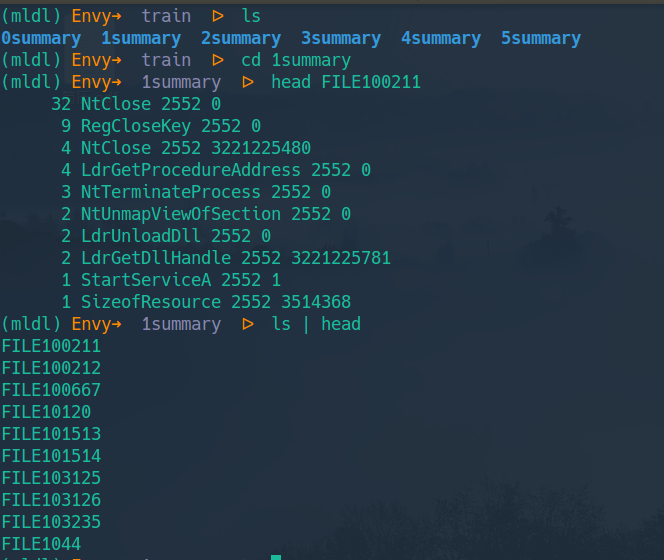 (mldl) Envy➜ train ▷ ls
0summary 1summary 2summary 3summary 4summary 5summary
(mldl) Envy➜ train ▷ cd 1summary
(mldl) Envy➜ 1summary ▷ head FILE100211
32 NtClose 2552 0
9 RegCloseKey 2552 0
4 NtClose 2552 3221225480
4 LdrGetProcedureAddress 2552 0
3 NtTerminateProcess 2552 0
2 NtUnmapViewOfSection 2552 0
2 LdrUnloadDll 2552 0
2 LdrGetDllHandle 2552 3221225781
1 StartServiceA 2552 1
1 SizeofResource 2552 3514368
(mldl) Envy➜ 1summary ▷ ls | head
FILE100211
FILE100212
FILE100667
FILE10120
FILE101513
FILE101514
FILE103125
FILE103126
FILE103235
FILE1044